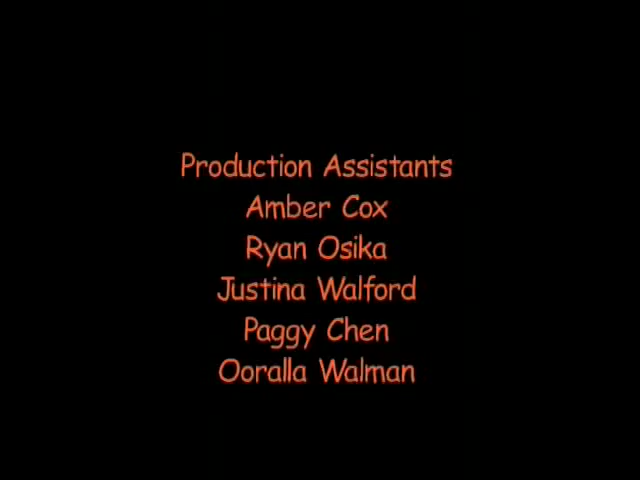 Production Assistants
Amber Cox
Ryan Osika
Justina Walford
Paggy Chen
Ooralla Walman